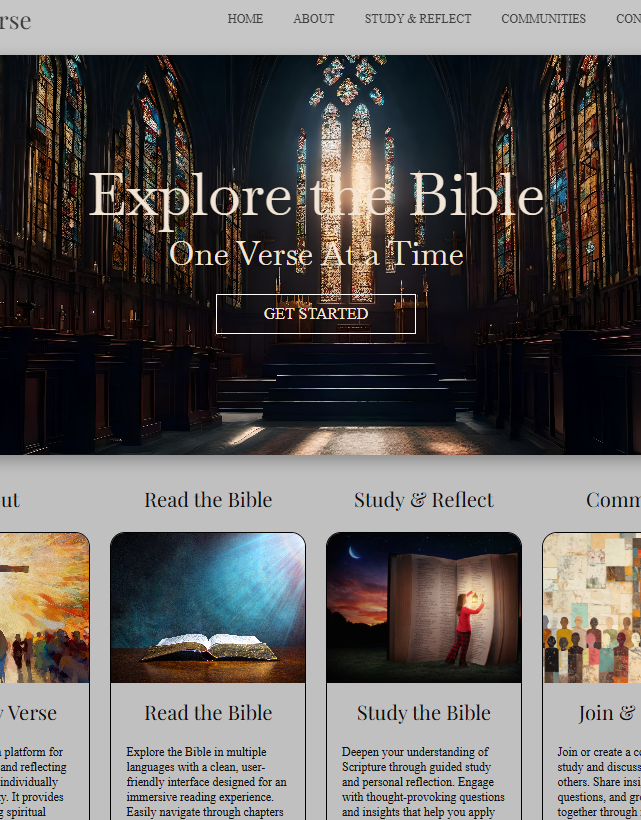 rse
HOME ABOUT STUDY & REFLECT COMMUNITIES CON
Explore the Bible
One Verse At a Time
GET STARTED
ut Read the Bible Study & Reflect Comm
y Verse
platform for
and reflecting
individually
y. It provides
g spiritual
Read the Bible
Explore the Bible in multiple
languages with a clean, user-
friendly interface designed for an
immersive reading experience.
Easily navigate through chapters
Study the Bible
Deepen your understanding of
Scripture through guided study
and personal reflection. Engage
with thought-provoking questions
and insights that help you apply
Join &
Join or create a co
study and discuss
others. Share insi
questions, and gr
together through